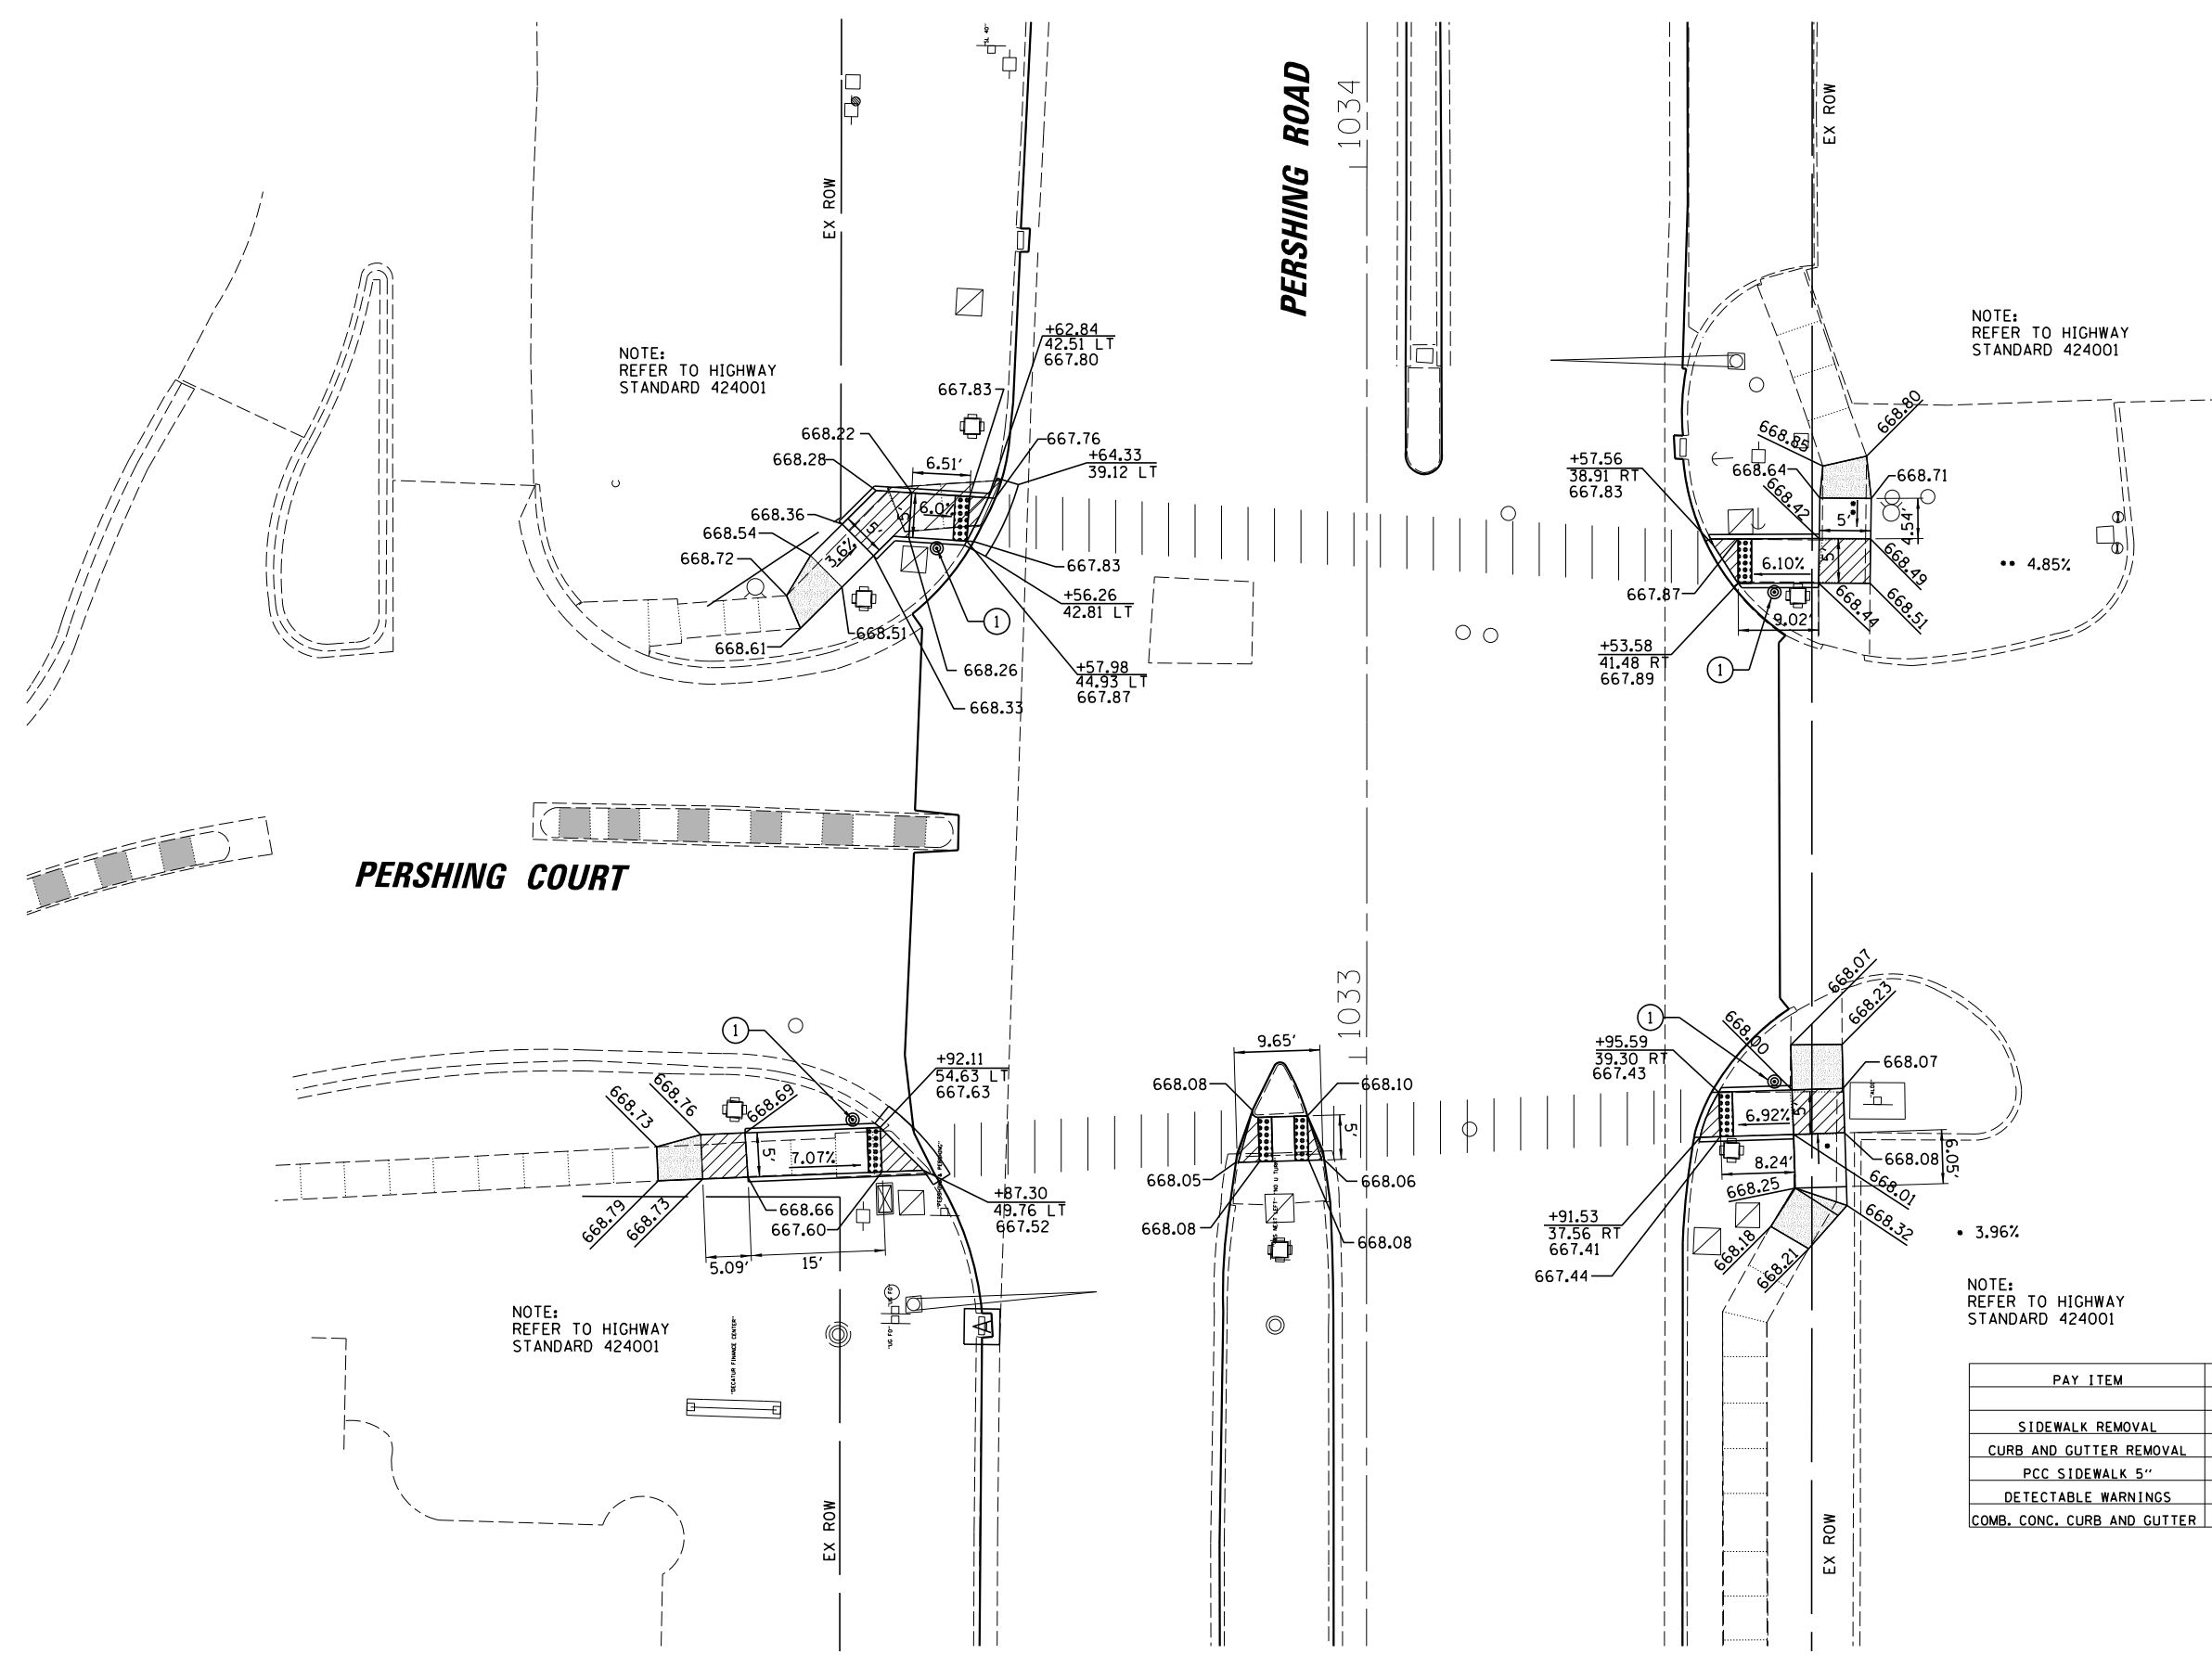 "SL 40"
EX ROW
PERSHING ROAD
1034
EX ROW
NOTE:
REFER TO HIGHWAY
STANDARD 424001
NOTE:
REFER TO HIGHWAY
STANDARD 424001
+62.84
42.51 LT
667.80
667.83
668.22
668.28
6.51'
667.76
+64.33
39.12 LT
668.36
668.54
668.72
3.6%
5'
5'
668.61
668.51
667.83
+56.26
42.81 LT
1
668.26
+57.98
44.93 LT
667.87
668.33
+57.56
38.91 RT
667.83
668.85
668.80
668.64
668.71
668.42
5'
4.54'
6.10%
5'
668.49
•• 4.85%
667.87
668.44
668.51
9.02'
+53.58
41.48 RT
667.89
1
PERSHING COURT
1033
1
668.73
668.76
668.69
+92.11
54.63 LT
667.63
7.07%
5'
668.79
668.73
668.66
667.60
+87.30
49.76 LT
667.52
5.09'
15'
9.65'
668.08
668.10
5'
668.05
668.06
668.08
668.08
1
668.00
668.07
668.23
+95.59
39.30 RT
667.43
668.07
6.92%
5'
8.24'
668.08
6.05'
668.25
668.01
668.32
+91.53
37.56 RT
667.41
668.18
668.21
667.44
• 3.96%
NOTE:
REFER TO HIGHWAY
STANDARD 424001
"DECATUR FINANCE CENTER"
"UG FO"
NOTE:
REFER TO HIGHWAY
STANDARD 424001
EX ROW
EX ROW
PAY ITEM
SIDEWALK REMOVAL
CURB AND GUTTER REMOVAL
PCC SIDEWALK 5"
DETECTABLE WARNINGS
COMB. CONC. CURB AND GUTTER